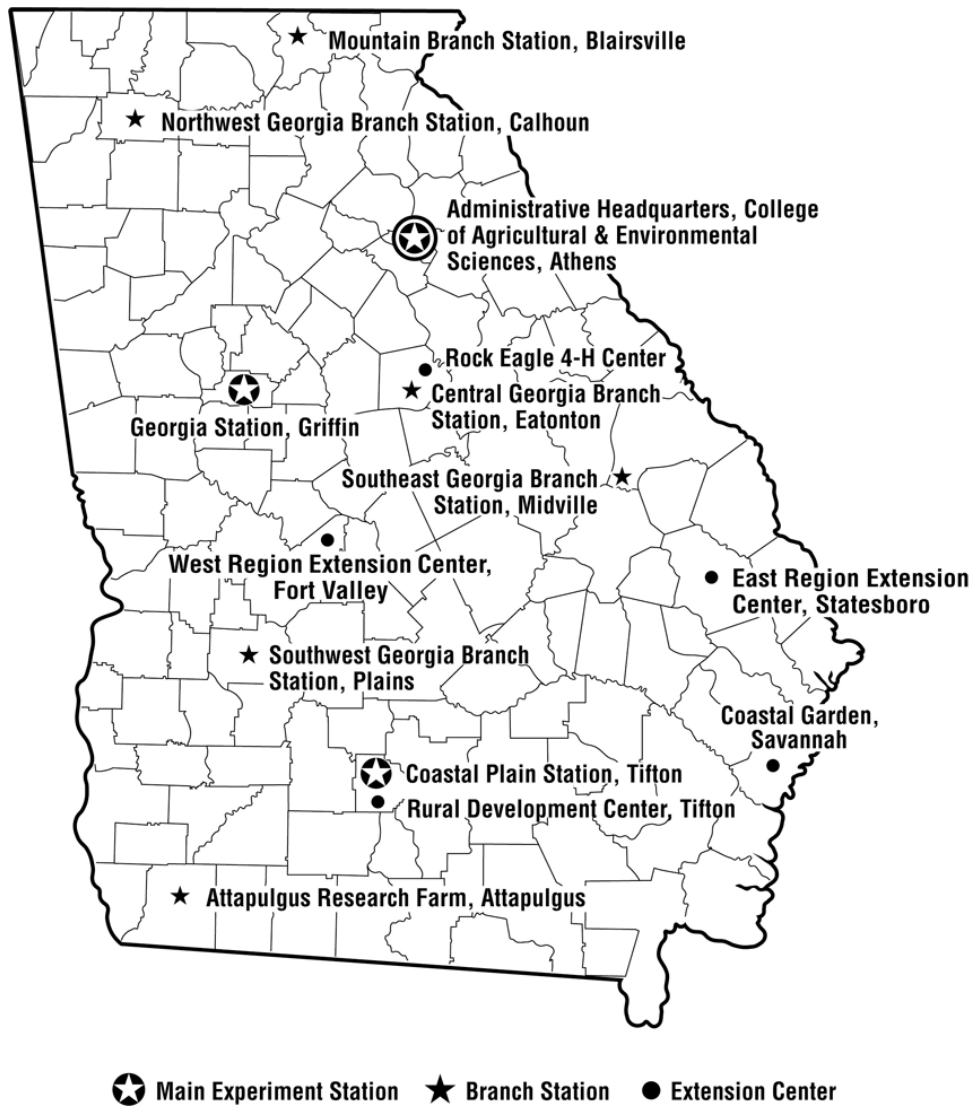 Mountain Branch Station, Blairsville
Northwest Georgia Branch Station, Calhoun
Administrative Headquarters, College
of Agricultural & Environmental
Sciences, Athens
Rock Eagle 4-H Center
Central Georgia Branch
Station, Eatonton
Georgia Station, Griffin
Southeast Georgia Branch
Station, Midville
West Region Extension Center,
Fort Valley
East Region Extension
Center, Statesboro
Southwest Georgia Branch
Station, Plains
Coastal Garden,
Savannah
Coastal Plain Station, Tifton
Rural Development Center, Tifton
Attapulgus Research Farm, Attapulgus
Main Experiment Station
Branch Station
Extension Center